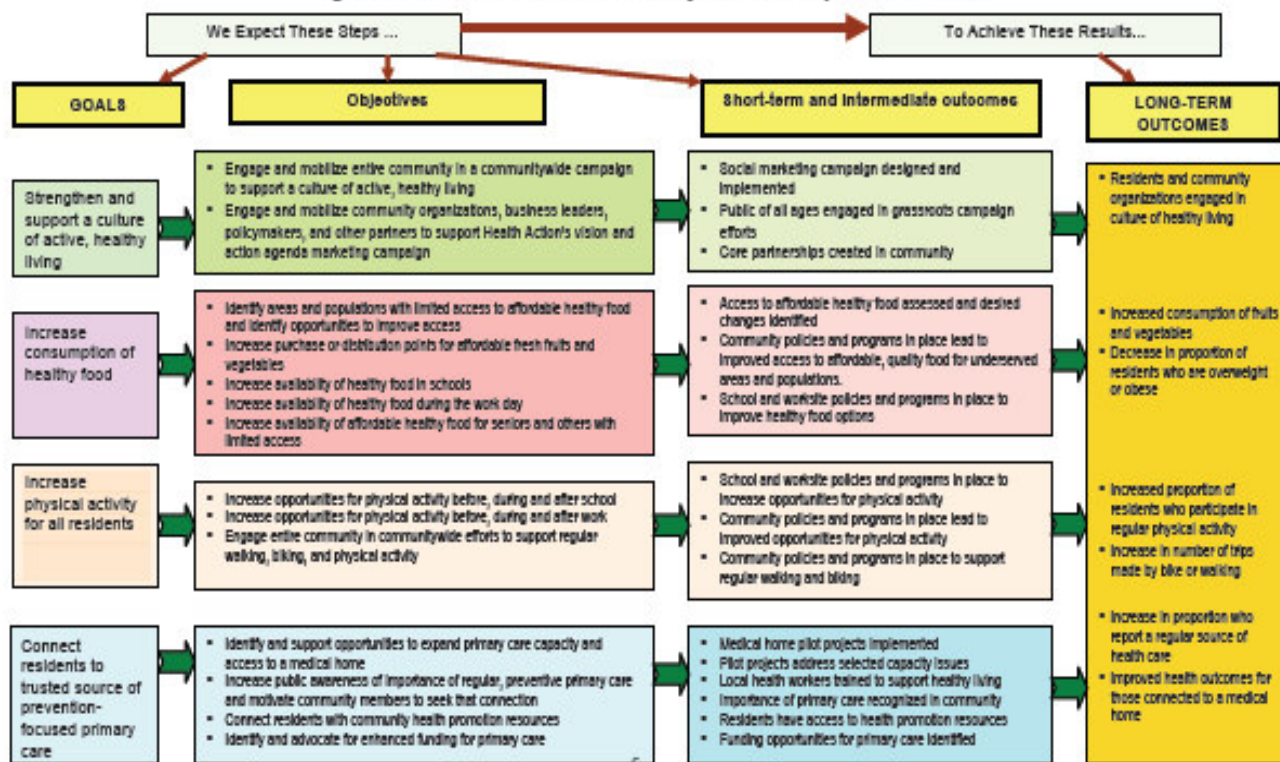 We Expect These Steps ...
To Achieve These Results...
GOALS
Objectives
Short-term and Intermediate outcomes
LONG-TERM
OUTCOMES
Strengthen and
support a culture
of active, healthy
living
▪ Engage and mobilize entire community in a communitywide campaign
to support a culture of active, healthy living
▪ Engage and mobilize community organizations, business leaders,
policymakers, and other partners to support Health Action's vision and
action agenda marketing campaign
▪ Social marketing campaign designed and
implemented
▪ Public of all ages engaged in grassroots campaign
efforts
▪ Core partnerships created in community
▪ Residents and community
organizations engaged in
culture of healthy living
Increase
consumption of
healthy food
▪ Identify areas and populations with limited access to affordable healthy food
and identify opportunities to improve access
▪ Increase purchase or distribution points for affordable fresh fruits and
vegetables
▪ Increase availability of healthy food in schools
▪ Increase availability of healthy food during the work day
▪ Increase availability of affordable healthy food for seniors and others with
limited access
▪ Access to affordable healthy food assessed and desired
changes identified
▪ Community policies and programs in place lead to
improved access to affordable, quality food for underserved
areas and populations.
▪ School and worksite policies and programs in place to
improve healthy food options
▪ Increased consumption of fruits
and vegetables
▪ Decrease in proportion of
residents who are overweight
or obese
Increase
physical activity
for all residents
▪ Increase opportunities for physical activity before, during and after school
▪ Increase opportunities for physical activity before, during and after work
▪ Engage entire community in communitywide efforts to support regular
walking, biking, and physical activity
▪ School and worksite policies and programs in place to
increase opportunities for physical activity
▪ Community policies and programs in place lead to
improved opportunities for physical activity
▪ Community policies and programs in place to support
regular walking and biking
▪ Increased proportion of
residents who participate in
regular physical activity
▪ Increase in number of trips
made by bike or walking
Connect
residents to
trusted source of
prevention-
focused primary
care
▪ Identify and support opportunities to expand primary care capacity and
access to a medical home
▪ Increase public awareness of importance of regular, preventive primary care
and motivate community members to seek that connection
▪ Connect residents with community health promotion resources
▪ Identify and advocate for enhanced funding for primary care
▪ Medical home pilot projects implemented
▪ Pilot projects address selected capacity issues
▪ Local health workers trained to support healthy living
▪ Importance of primary care recognized in community
▪ Residents have access to health promotion resources
▪ Funding opportunities for primary care identified
▪ Increase in proportion who
report a regular source of
health care
▪ Improved health outcomes for
those connected to a medical
home